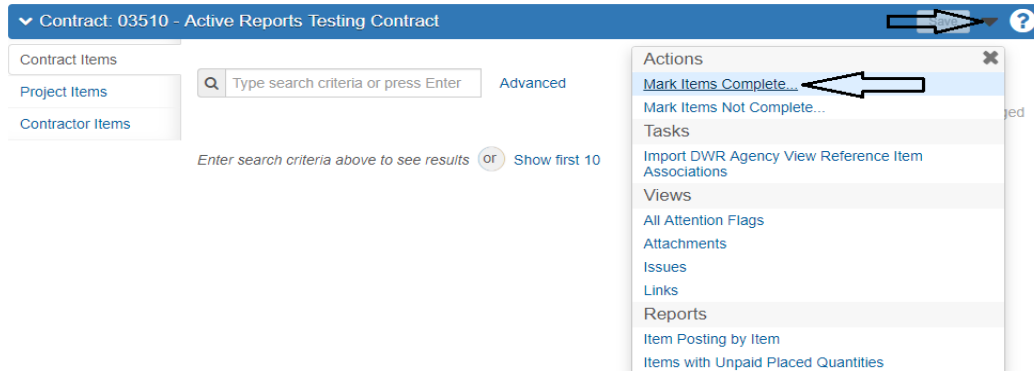 Contract: 03510 - Active Reports Testing Contract
Save
?
Contract Items
Project Items
Contractor Items
Type search criteria or press Enter
Advanced
Enter search criteria above to see results or Show first 10
Actions
Mark Items Complete...
Mark Items Not Complete...
Tasks
Import DWR Agency View Reference Item
Associations
Views
All Attention Flags
Attachments
Issues
Links
Reports
Item Posting by Item
Items with Unpaid Placed Quantities